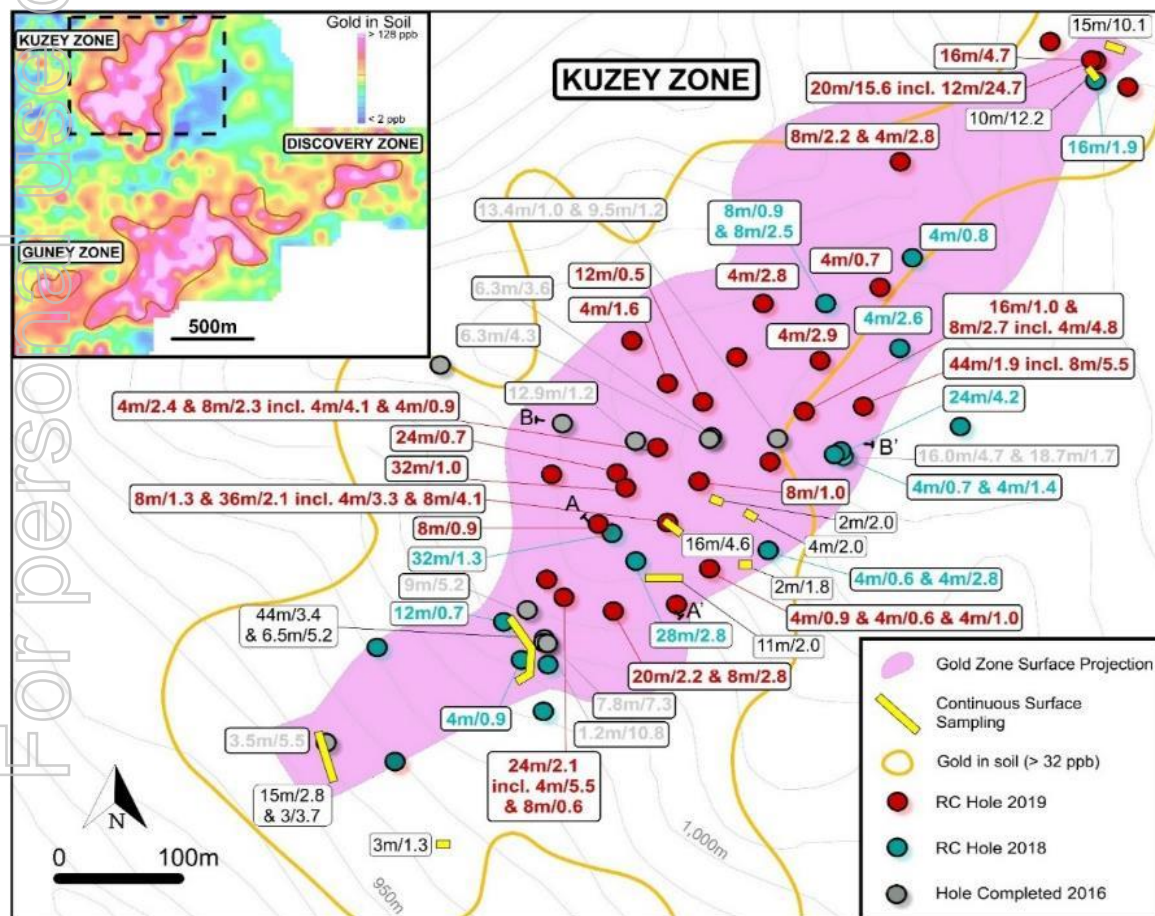 For personal use
KUZEY ZONE
Gold in Soil
> 128 ppb
< 2 ppb
DISCOVERY ZONE
GUNEY ZONE
500m
KUZEY ZONE
15m/10.1
16m/4.7
20m/15.6 incl. 12m/24.7
10m/12.2
8m/2.2 & 4m/2.8
16m/1.9
13.4m/1.0 & 9.5m/1.2
8m/0.9
& 8m/2.5
4m/0.8
12m/0.5
4m/2.8
4m/0.7
6.3m/3.6
4m/1.6
16m/1.0 &
8m/2.7 incl. 4m/4.8
4m/2.6
6.3m/4.3
4m/2.9
44m/1.9 incl. 8m/5.5
12.9m/1.2
24m/4.2
4m/2.4 & 8m/2.3 incl. 4m/4.1 & 4m/0.9
B
B'
24m/0.7
16.0m/4.7 & 18.7m/1.7
32m/1.0
4m/0.7 & 4m/1.4
8m/1.3 & 36m/2.1 incl. 4m/3.3 & 8m/4.1
8m/1.0
A
2m/2.0
8m/0.9
16m/4.6
4m/2.0
32m/1.3
4m/0.6 & 4m/2.8
9m/5.2
2m/1.8
44m/3.4
& 6.5m/5.2
12m/0.7
A'
4m/0.9 & 4m/0.6 & 4m/1.0
28m/2.8
11m/2.0
20m/2.2 & 8m/2.8
7.8m/7.3
4m/0.9
1.2m/10.8
3.5m/5.5
24m/2.1
incl. 4m/5.5
& 8m/0.6
15m/2.8
& 3/3.7
3m/1.3
N
0
100m
950m
1,000m
LEGEND
Gold Zone Surface Projection
Continuous Surface
Sampling
Gold in soil (> 32 ppb)
RC Hole 2019
RC Hole 2018
Hole Completed 2016